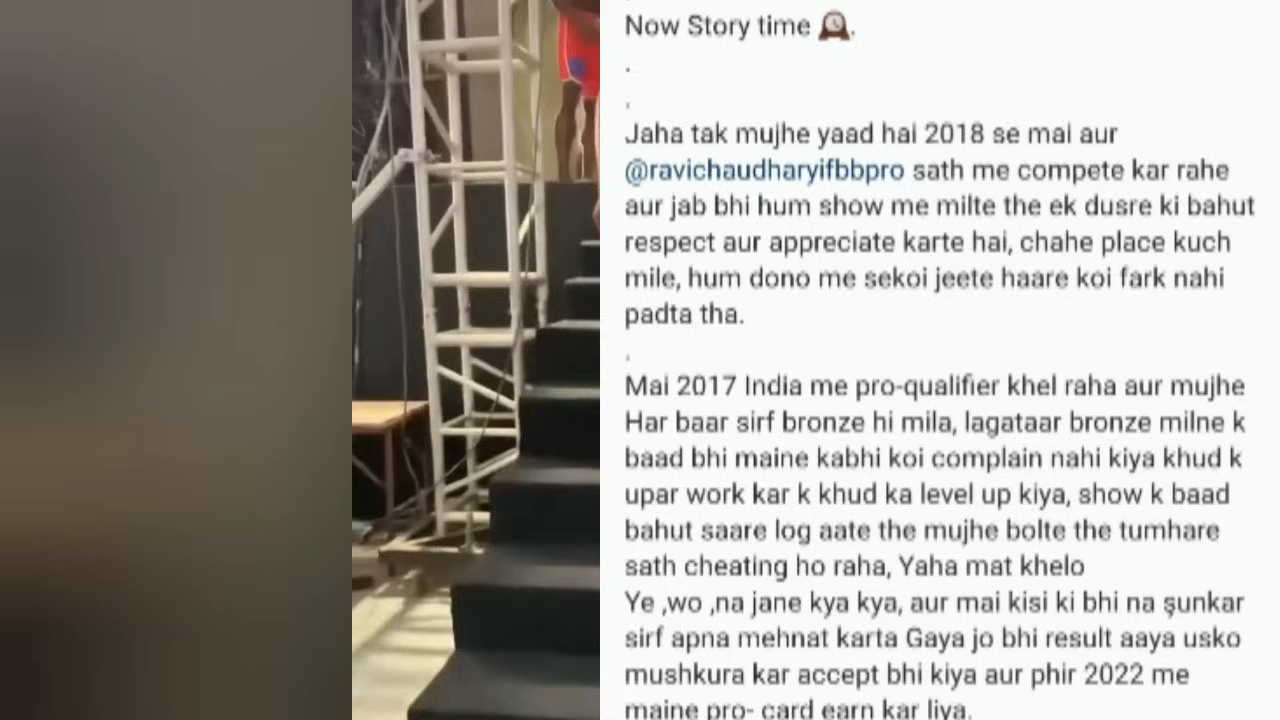 Now Story time 🕰️.
.
.
Jaha tak mujhe yaad hai 2018 se mai aur
@ravichaudharyifbbpro sath me compete kar rahe
aur jab bhi hum show me milte the ek dusre ki bahut
respect aur appreciate karte hai, chahe place kuch
mile, hum dono me sekoi jeete haare koi fark nahi
padta tha.
.
Mai 2017 India me pro-qualifier khel raha aur mujhe
Har baar sirf bronze hi mila, lagataar bronze milne k
baad bhi maine kabhi koi complain nahi kiya khud k
upar work kar k khud ka level up kiya, show k baad
bahut saare log aate the mujhe bolte the tumhare
sath cheating ho raha, Yaha mat khelo
Ye ,wo ,na jane kya kya, aur mai kisi ki bhi na şunkar
sirf apna mehnat karta Gaya jo bhi result aaya usko
mushkura kar accept bhi kiya aur phir 2022 me
maine pro- card earn kar liya.